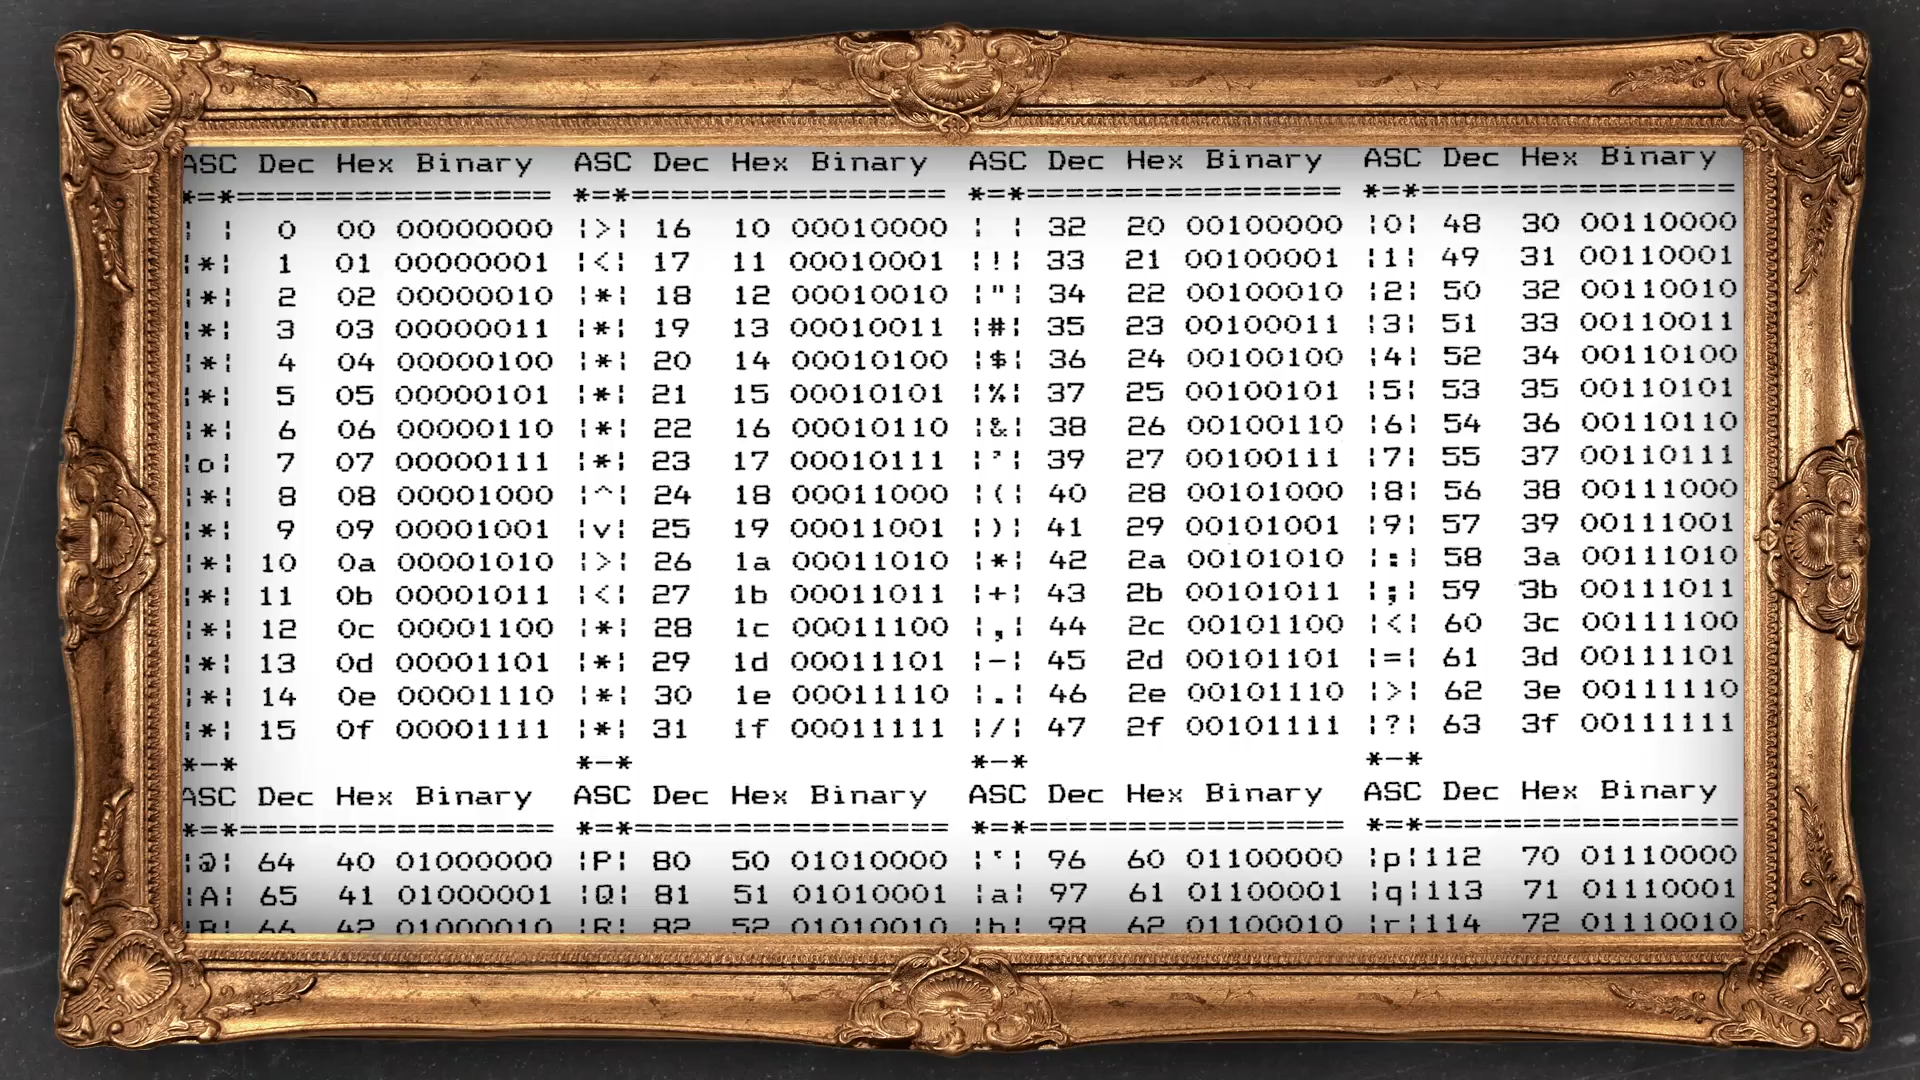 ASC Dec Hex Binary ASC Dec Hex Binary ASC Dec Hex Binary ASC Dec Hex Binary
*=*================ *=*================ *=*================ *=*================
¦ ¦ 0 00 00000000 ¦>¦ 16 10 00010000 ¦ ¦ 32 20 00100000 ¦0¦ 48 30 00110000
¦*¦ 1 01 00000001 ¦<¦ 17 11 00010001 ¦!¦ 33 21 00100001 ¦1¦ 49 31 00110001
¦*¦ 2 02 00000010 ¦*¦ 18 12 00010010 ¦"¦ 34 22 00100010 ¦2¦ 50 32 00110010
¦*¦ 3 03 00000011 ¦*¦ 19 13 00010011 ¦#¦ 35 23 00100011 ¦3¦ 51 33 00110011
¦*¦ 4 04 00000100 ¦*¦ 20 14 00010100 ¦$¦ 36 24 00100100 ¦4¦ 52 34 00110100
¦*¦ 5 05 00000101 ¦*¦ 21 15 00010101 ¦%¦ 37 25 00100101 ¦5¦ 53 35 00110101
¦*¦ 6 06 00000110 ¦*¦ 22 16 00010110 ¦&¦ 38 26 00100110 ¦6¦ 54 36 00110110
¦o¦ 7 07 00000111 ¦*¦ 23 17 00010111 ¦'¦ 39 27 00100111 ¦7¦ 55 37 00110111
¦*¦ 8 08 00001000 ¦^¦ 24 18 00011000 ¦(¦ 40 28 00101000 ¦8¦ 56 38 00111000
¦*¦ 9 09 00001001 ¦v¦ 25 19 00011001 ¦)¦ 41 29 00101001 ¦9¦ 57 39 00111001
¦*¦ 10 0a 00001010 ¦>¦ 26 1a 00011010 ¦*¦ 42 2a 00101010 ¦:¦ 58 3a 00111010
¦*¦ 11 0b 00001011 ¦<¦ 27 1b 00011011 ¦+¦ 43 2b 00101011 ¦;¦ 59 3b 00111011
¦*¦ 12 0c 00001100 ¦*¦ 28 1c 00011100 ¦,¦ 44 2c 00101100 ¦<¦ 60 3c 00111100
¦*¦ 13 0d 00001101 ¦*¦ 29 1d 00011101 ¦-¦ 45 2d 00101101 ¦=¦ 61 3d 00111101
¦*¦ 14 0e 00001110 ¦*¦ 30 1e 00011110 ¦.¦ 46 2e 00101110 ¦>¦ 62 3e 00111110
¦*¦ 15 0f 00001111 ¦*¦ 31 1f 00011111 ¦/¦ 47 2f 00101111 ¦?¦ 63 3f 00111111
*-* *-* *-* *-*
ASC Dec Hex Binary ASC Dec Hex Binary ASC Dec Hex Binary ASC Dec Hex Binary
*=*================ *=*================ *=*================ *=*================
¦@¦ 64 40 01000000 ¦P¦ 80 50 01010000 ¦`¦ 96 60 01100000 ¦p¦112 70 01110000
¦A¦ 65 41 01000001 ¦Q¦ 81 51 01010001 ¦a¦ 97 61 01100001 ¦q¦113 71 01110001
¦B¦ 66 42 01000010 ¦R¦ 82 52 01010010 ¦b¦ 98 62 01100010 ¦r¦114 72 01110010